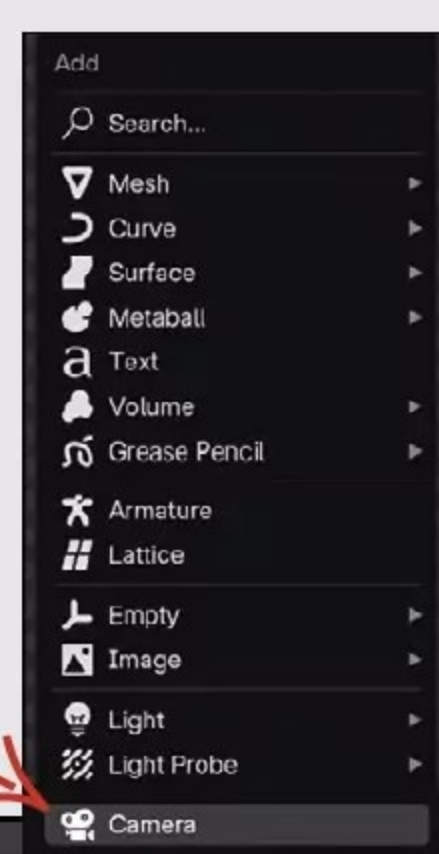 Add
Search...
Mesh
Curve
Surface
Metaball
Text
Volume
Grease Pencil
Armature
Lattice
Empty
Image
Light
Light Probe
Camera